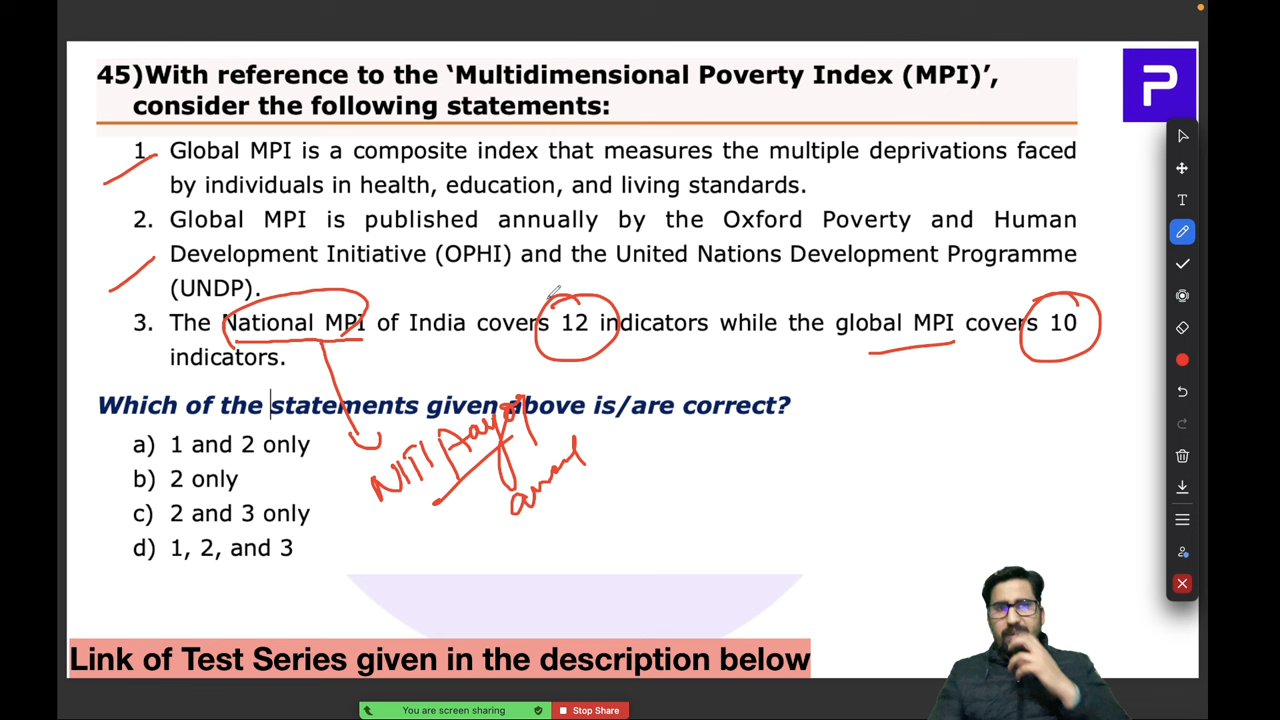 45)With reference to the ‘Multidimensional Poverty Index (MPI)’,
consider the following statements:
1. Global MPI is a composite index that measures the multiple deprivations faced
by individuals in health, education, and living standards.
2. Global MPI is published annually by the Oxford Poverty and Human
Development Initiative (OPHI) and the United Nations Development Programme
(UNDP).
3. The National MPI of India covers 12 indicators while the global MPI covers 10
indicators.
Which of the statements given above is/are correct?
a) 1 and 2 only
b) 2 only
c) 2 and 3 only
d) 1, 2, and 3
NITI Aayog
Link of Test Series given in the description below
You are screen sharing
Stop Share
P
T